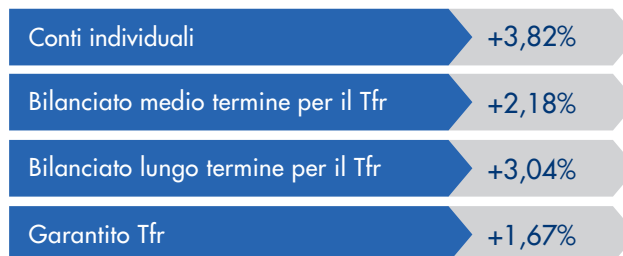 Conti individuali +3,82%
Bilanciato medio termine per il Tfr +2,18%
Bilanciato lungo termine per il Tfr +3,04%
Garantito Tfr +1,67%